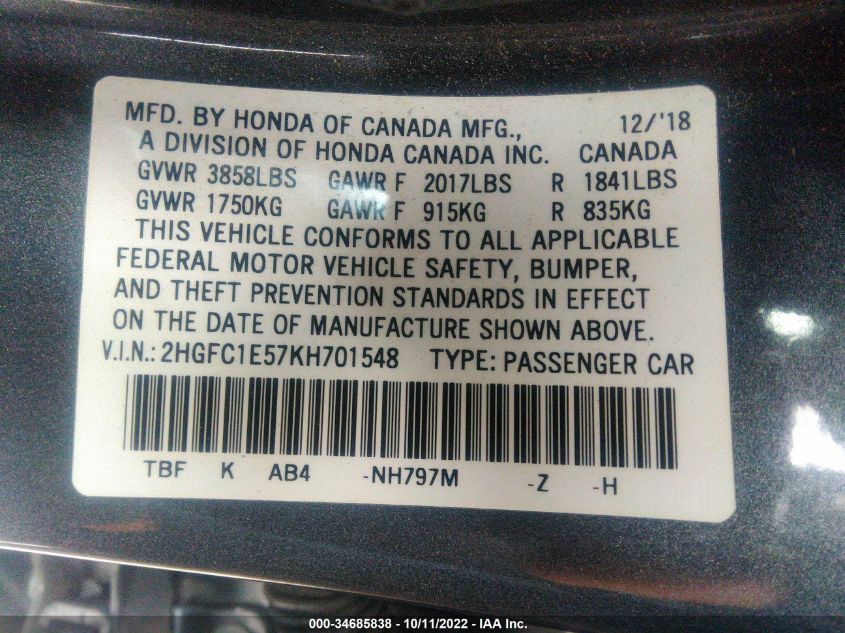 MFD. BY HONDA OF CANADA MFG., 12/'18
A DIVISION OF HONDA CANADA INC. CANADA
GVWR 3858LBS GAWR F 2017LBS R 1841LBS
GVWR 1750KG GAWR F 915KG R 835KG
THIS VEHICLE CONFORMS TO ALL APPLICABLE
FEDERAL MOTOR VEHICLE SAFETY, BUMPER,
AND THEFT PREVENTION STANDARDS IN EFFECT
ON THE DATE OF MANUFACTURE SHOWN ABOVE.
V.I.N.: 2HGFC1E57KH701548 TYPE: PASSENGER CAR
TBF K AB4 -NH797M -Z -H
000-34685838 - 10/11/2022 - IAA Inc.